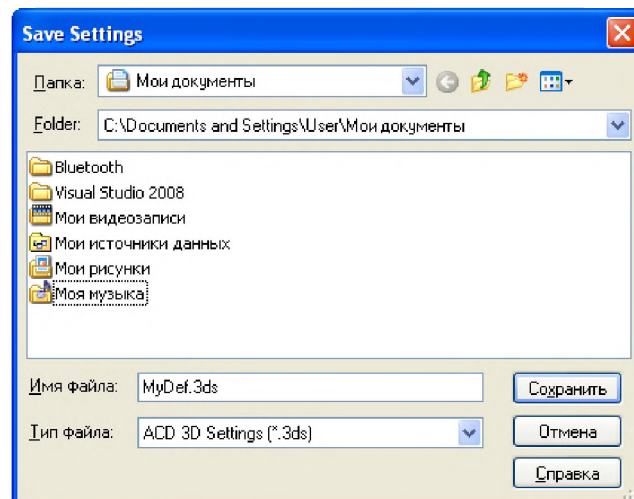 Save Settings
Папка: Мои документы
Folder: C:\Documents and Settings\User\Мои документы
Bluetooth
Visual Studio 2008
Мои видеозаписи
Мои источники данных
Мои рисунки
Моя музыка
Имя файла: MyDef.3ds Сохранить
Тип файла: ACD 3D Settings (*.3ds) Отмена
Справка